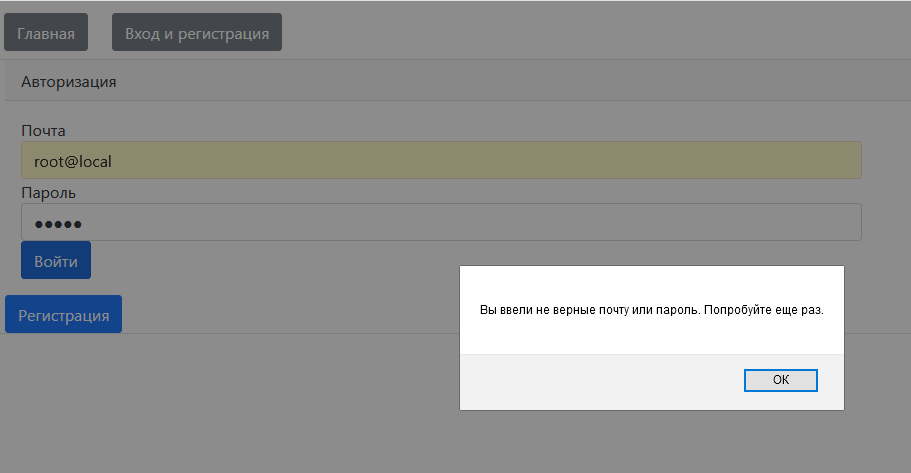 Главная Вход и регистрация
Авторизация
Почта
root@local
Пароль
●●●●●
Войти
Вы ввели не верные почту или пароль. Попробуйте еще раз.
Регистрация
OK